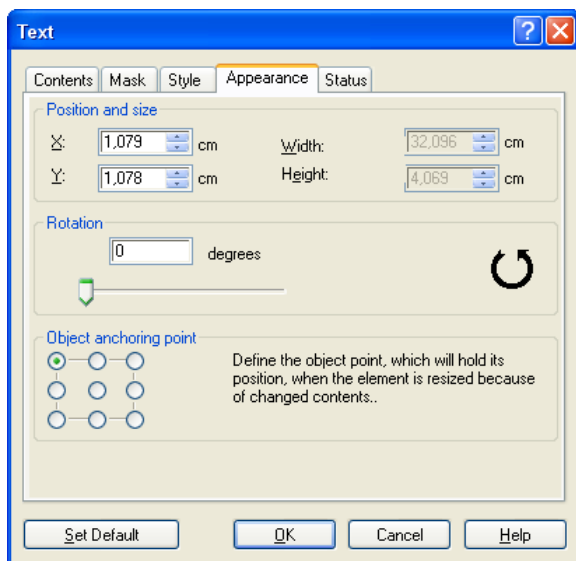 Text
Contents Mask Style Appearance Status
Position and size
X: 1,079 cm Width: 32,096 cm
Y: 1,078 cm Height: 4,069 cm
Rotation
0 degrees
Object anchoring point
Define the object point, which will hold its
position, when the element is resized because
of changed contents..
Set Default OK Cancel Help